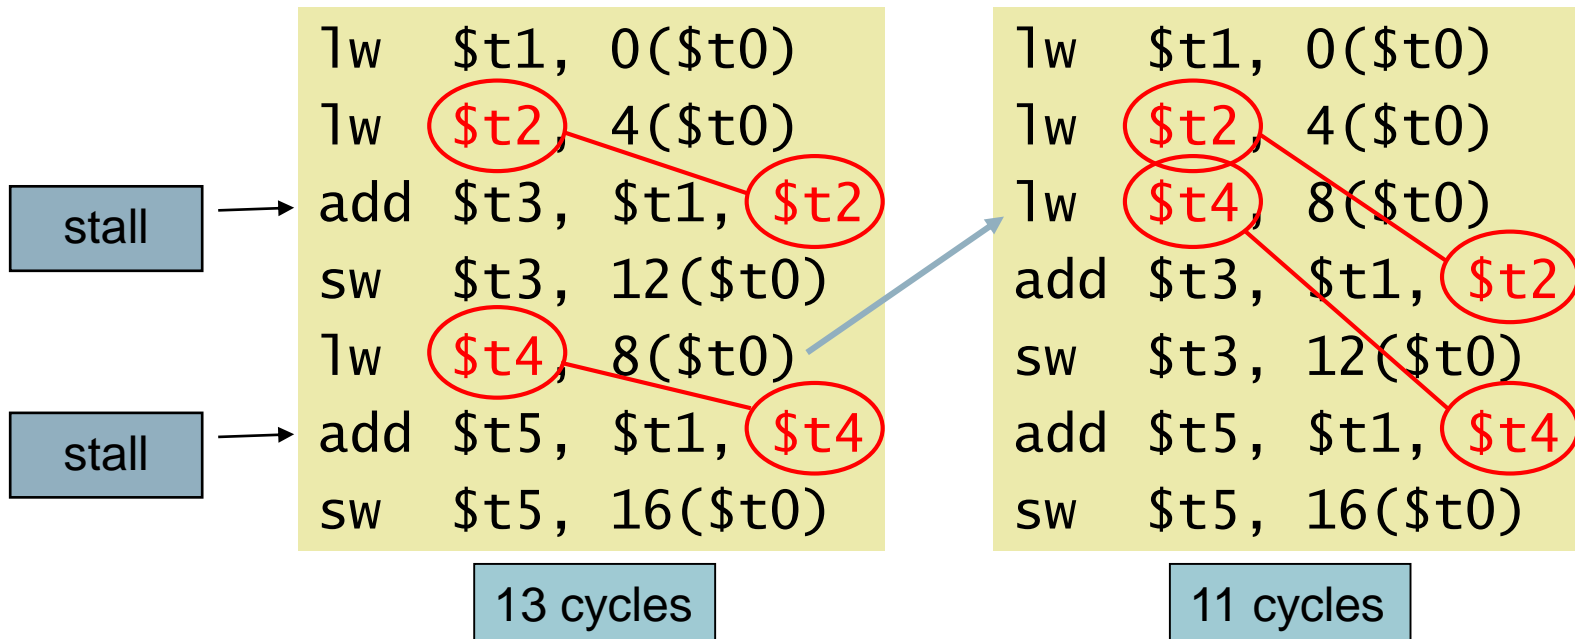 lw $t1, 0($t0)
lw $t2, 4($t0)
add $t3, $t1, $t2
sw $t3, 12($t0)
lw $t4, 8($t0)
add $t5, $t1, $t4
sw $t5, 16($t0)
stall
stall
13 cycles
lw $t1, 0($t0)
lw $t2, 4($t0)
lw $t4, 8($t0)
add $t3, $t1, $t2
sw $t3, 12($t0)
add $t5, $t1, $t4
sw $t5, 16($t0)
11 cycles